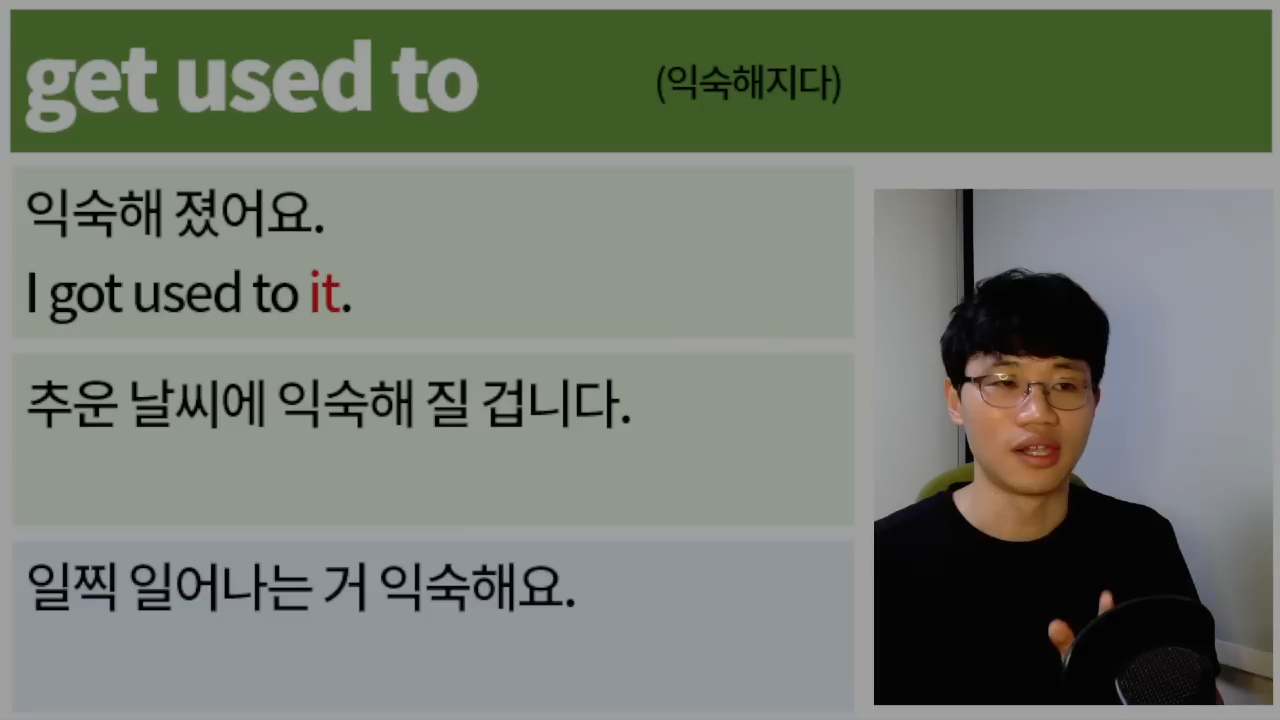 get used to (익숙해지다)
익숙해 졌어요.
I got used to it.
추운 날씨에 익숙해 질 겁니다.
일찍 일어나는 거 익숙해요.